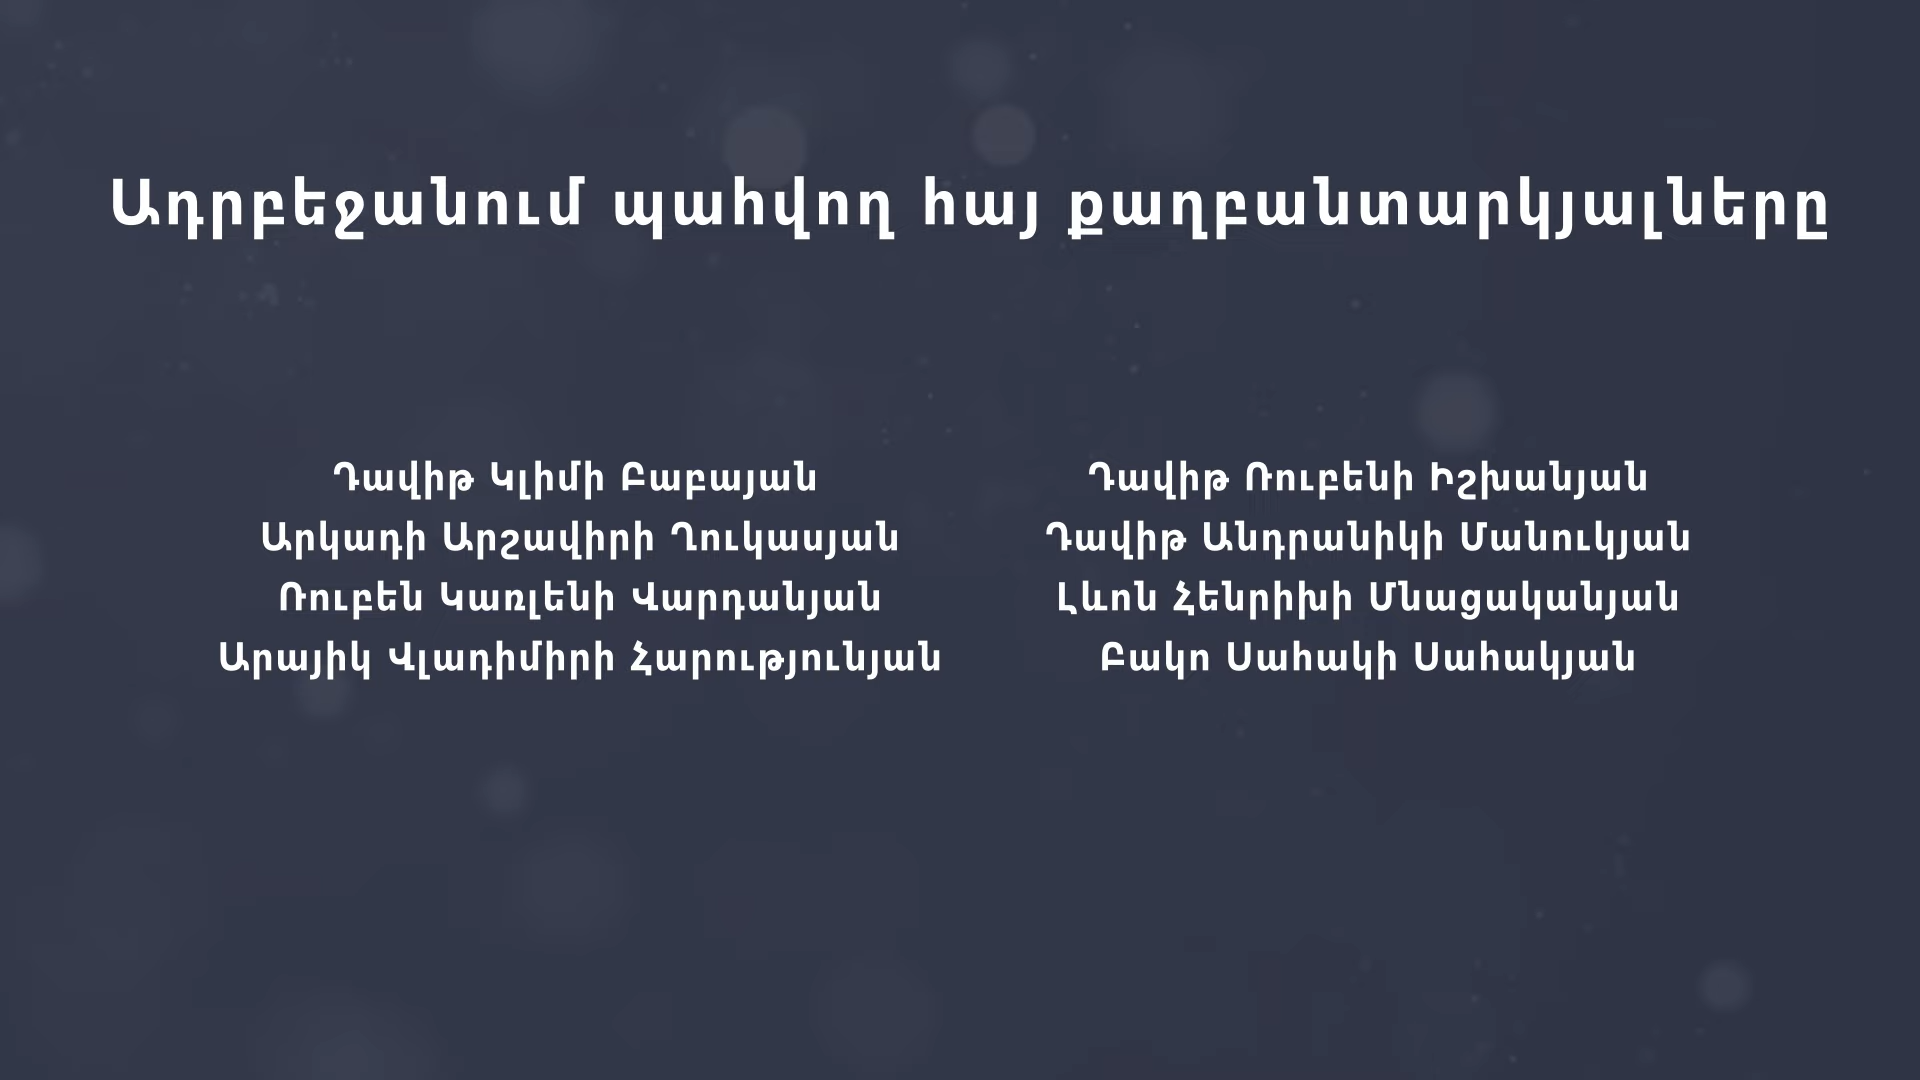 Ադրբեջանում պահվող հայ քաղբանտարկյալները
Դավիթ Կլիմի Բաբայան
Արկադի Արշավիրի Ղուկասյան
Ռուբեն Կառլենի Վարդանյան
Արայիկ Վլադիմիրի Հարությունյան
Դավիթ Ռուբենի Իշխանյան
Դավիթ Անդրանիկի Մանուկյան
Լևոն Հենրիխի Մնացականյան
Բակո Սահակի Սահակյան